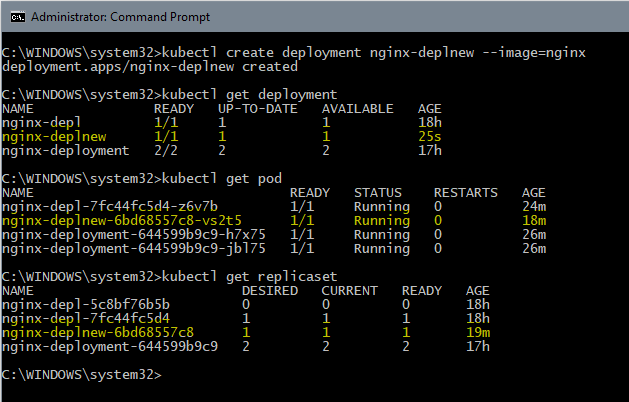 Administrator: Command Prompt
C:\WINDOWS\system32>kubectl create deployment nginx-deplnew --image=nginx
deployment.apps/nginx-deplnew created
C:\WINDOWS\system32>kubectl get deployment
NAME READY UP-TO-DATE AVAILABLE AGE
nginx-depl 1/1 1 1 18h
nginx-deplnew 1/1 1 1 25s
nginx-deployment 2/2 2 2 17h
C:\WINDOWS\system32>kubectl get pod
NAME READY STATUS RESTARTS AGE
nginx-depl-7fc44fc5d4-z6v7b 1/1 Running 0 24m
nginx-deplnew-6bd68557c8-vs2t5 1/1 Running 0 18m
nginx-deployment-644599b9c9-h7x75 1/1 Running 0 26m
nginx-deployment-644599b9c9-jbl75 1/1 Running 0 26m
C:\WINDOWS\system32>kubectl get replicaset
NAME DESIRED CURRENT READY AGE
nginx-depl-5c8bf76b5b 0 0 0 18h
nginx-depl-7fc44fc5d4 1 1 1 18h
nginx-deplnew-6bd68557c8 1 1 1 19m
nginx-deployment-644599b9c9 2 2 2 17h
C:\WINDOWS\system32>